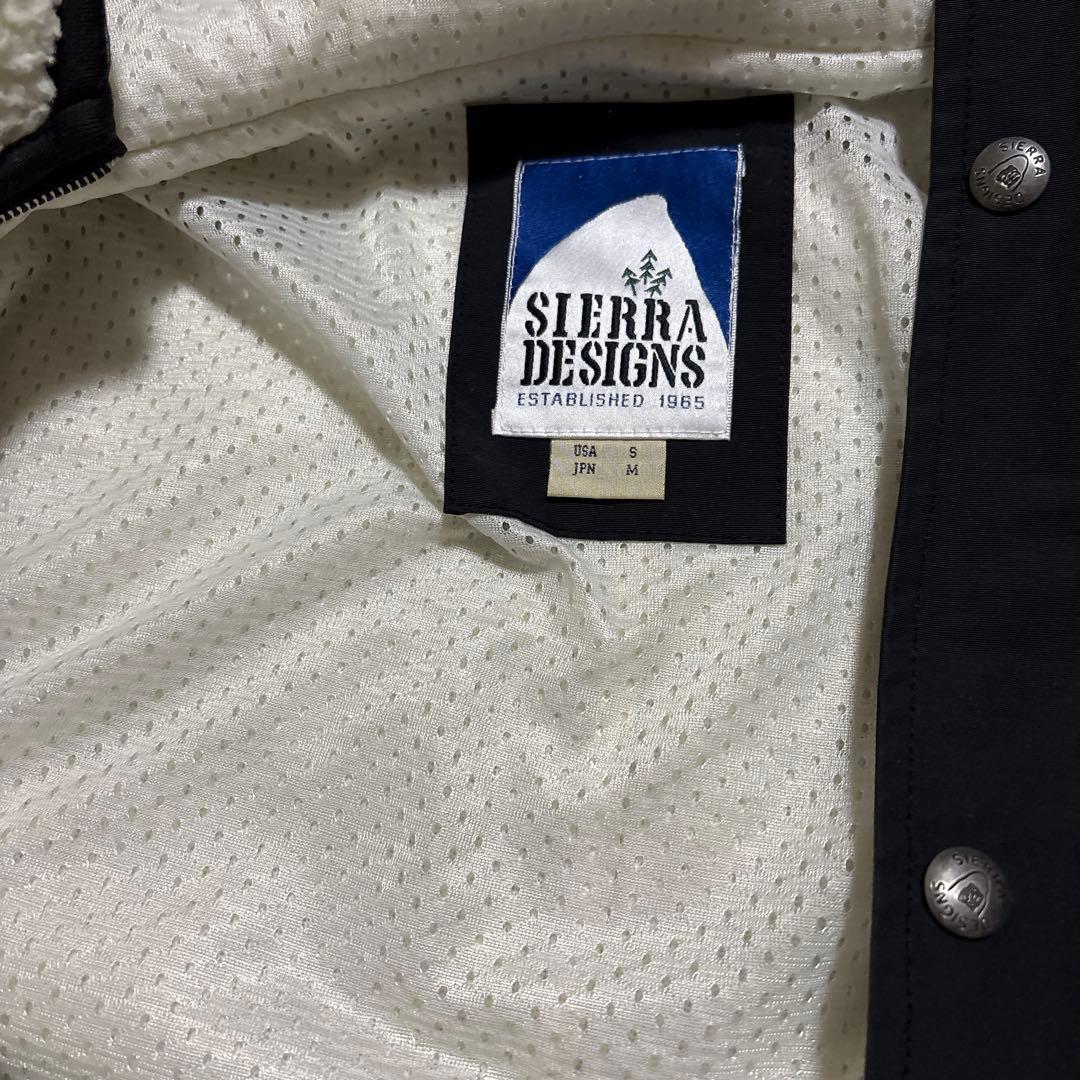 SIERRA
DESIGNS
ESTABLISHED 1965
USA S
JPN M
SIERRA
DESIGNS
SIERRA
DESIGNS